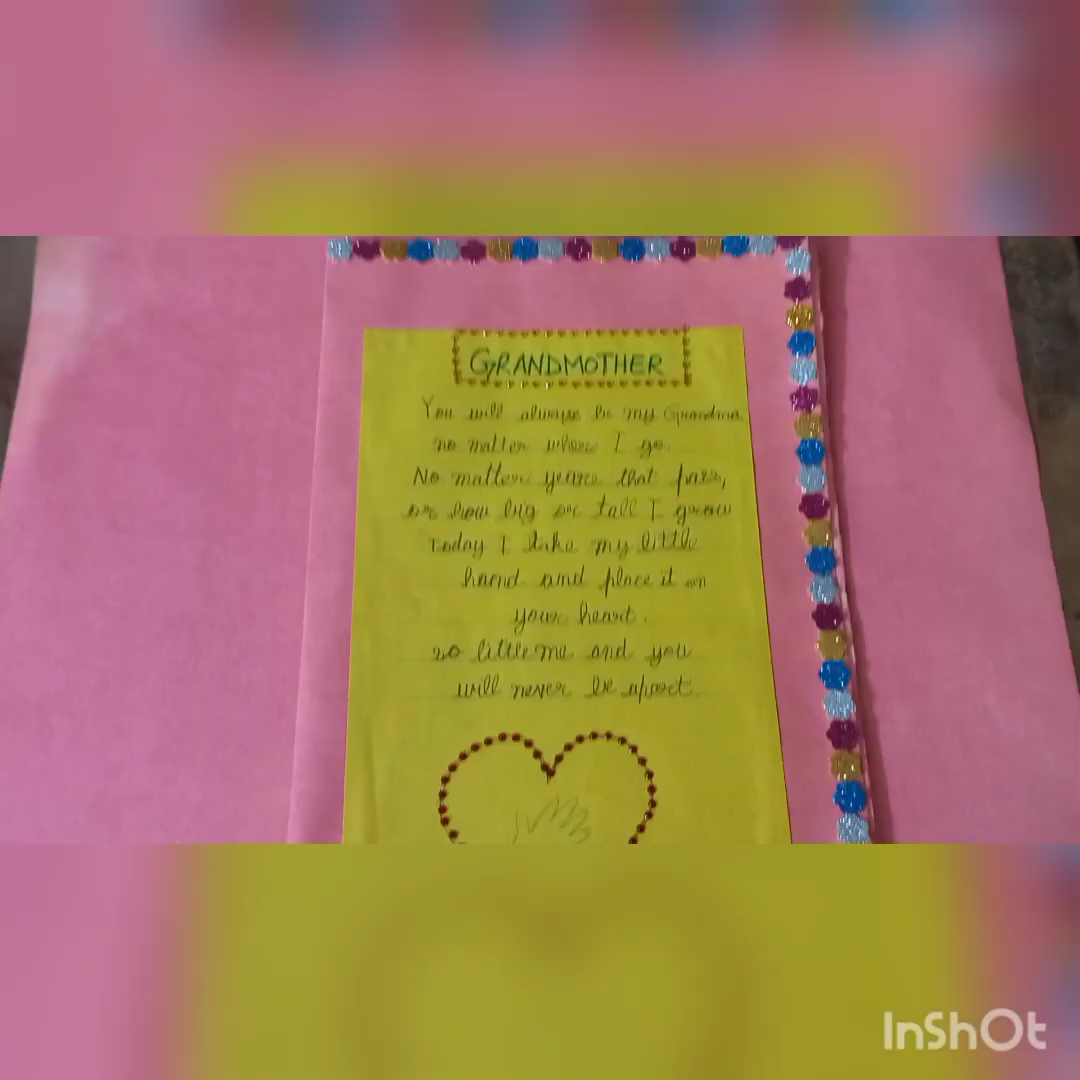 GRANDMOTHER
You will always be my Grandma
no matter where I go.
No matter years that pass,
or how big or tall I grow
Today I take my little
hand and place it on
your heart.
so little me and you
will never be apart.
InShOt